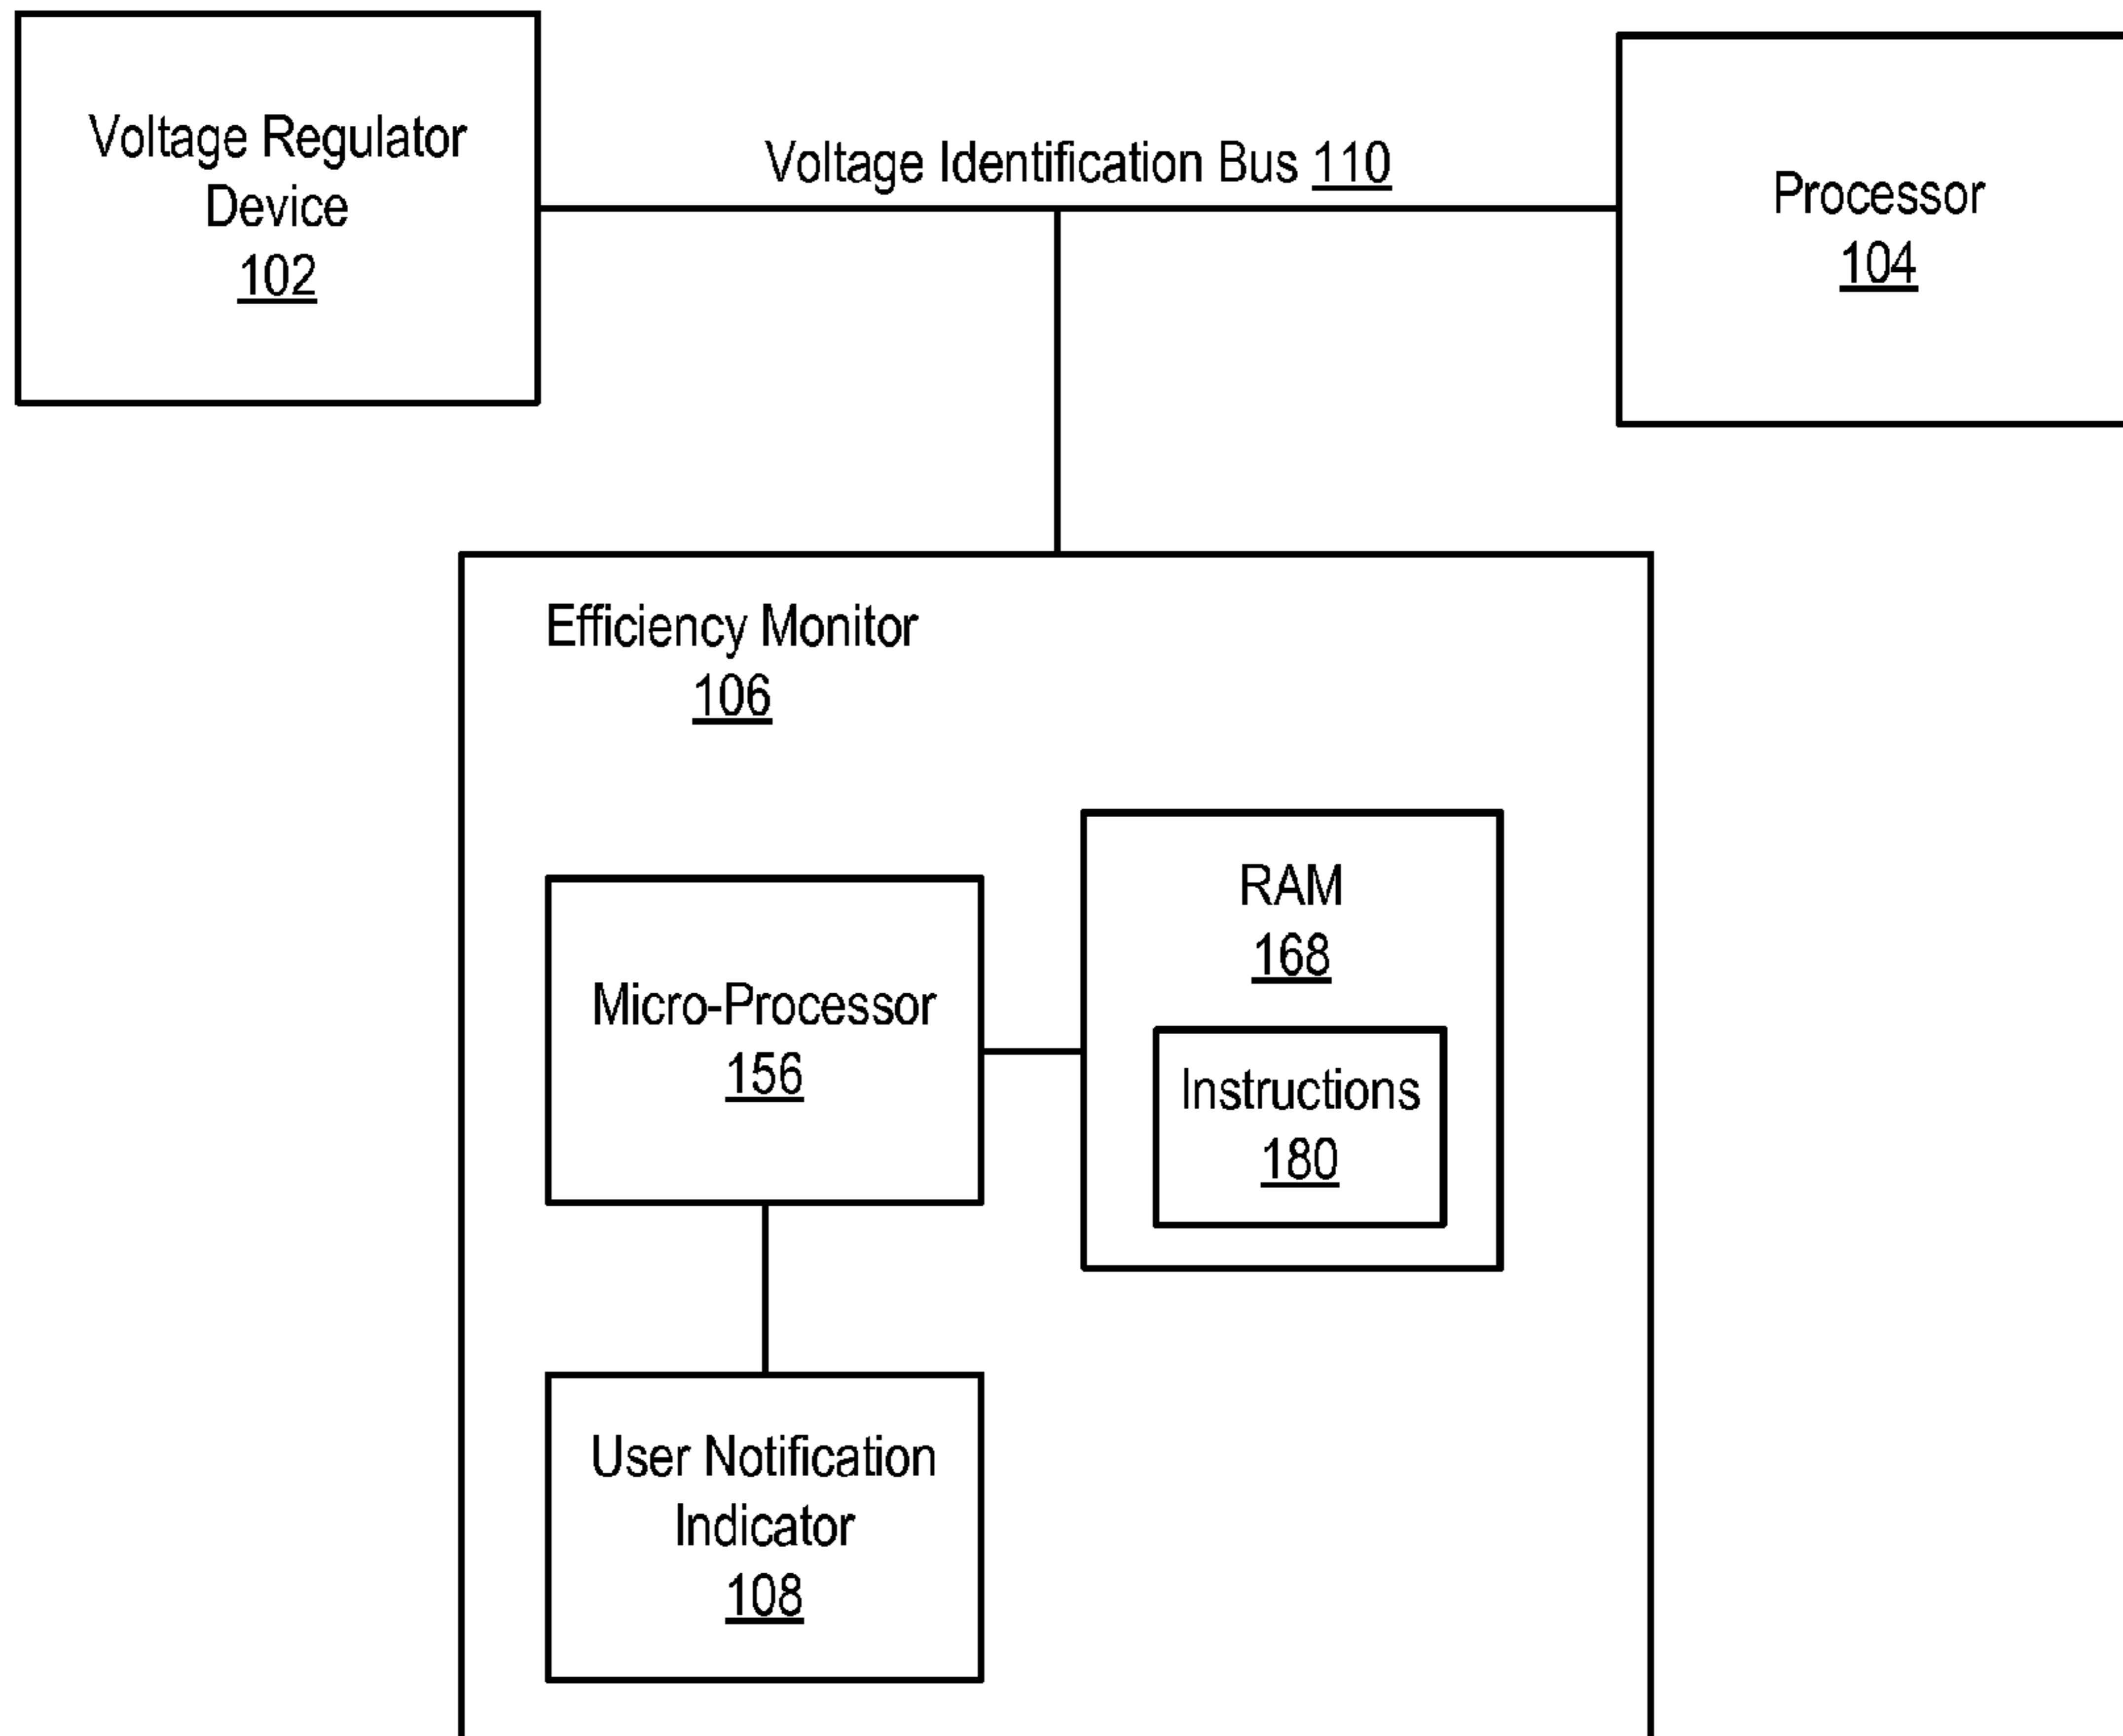 Voltage Regulator
Device
102
Voltage Identification Bus 110
Processor
104
Efficiency Monitor
106
RAM
168
Micro-Processor
156
Instructions
180
User Notification
Indicator
108